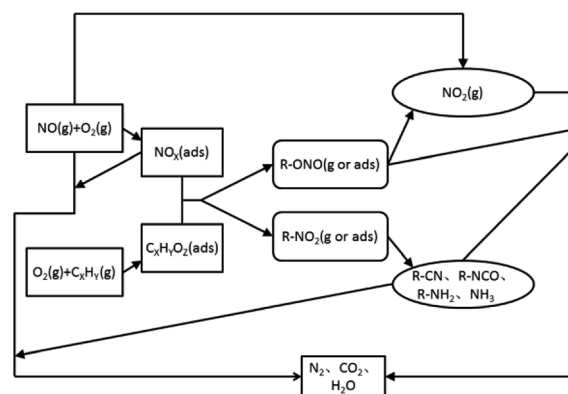 NO₂(g)
NO(g)+O₂(g)
NOₓ(ads)
R-ONO(g or ads)
R-NO₂(g or ads)
CₓHᵧO𝘡(ads)
O₂(g)+CₓHᵧ(g)
R-CN、R-NCO、
R-NH₂、NH₃
N₂、CO₂、
H₂O